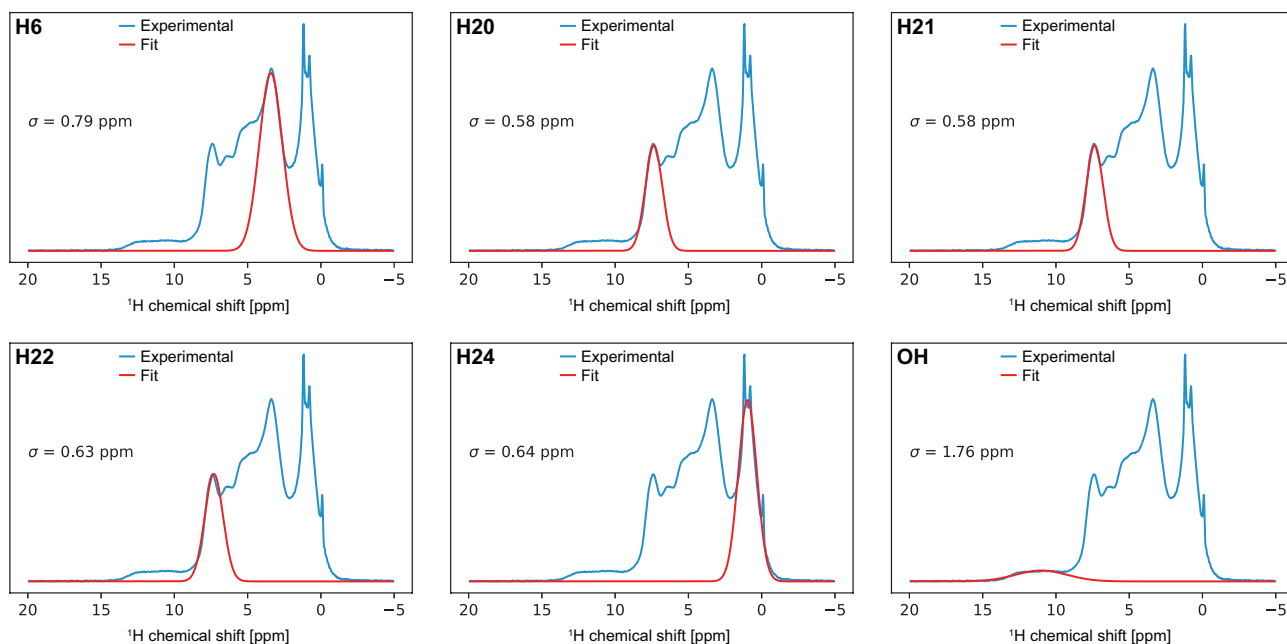 H6
Experimental
Fit
σ = 0.79 ppm
20 15 10 5 0 −5
¹H chemical shift [ppm]
H20
Experimental
Fit
σ = 0.58 ppm
20 15 10 5 0 −5
¹H chemical shift [ppm]
H21
Experimental
Fit
σ = 0.58 ppm
20 15 10 5 0 −5
¹H chemical shift [ppm]
H22
Experimental
Fit
σ = 0.63 ppm
20 15 10 5 0 −5
¹H chemical shift [ppm]
H24
Experimental
Fit
σ = 0.64 ppm
20 15 10 5 0 −5
¹H chemical shift [ppm]
OH
Experimental
Fit
σ = 1.76 ppm
20 15 10 5 0 −5
¹H chemical shift [ppm]